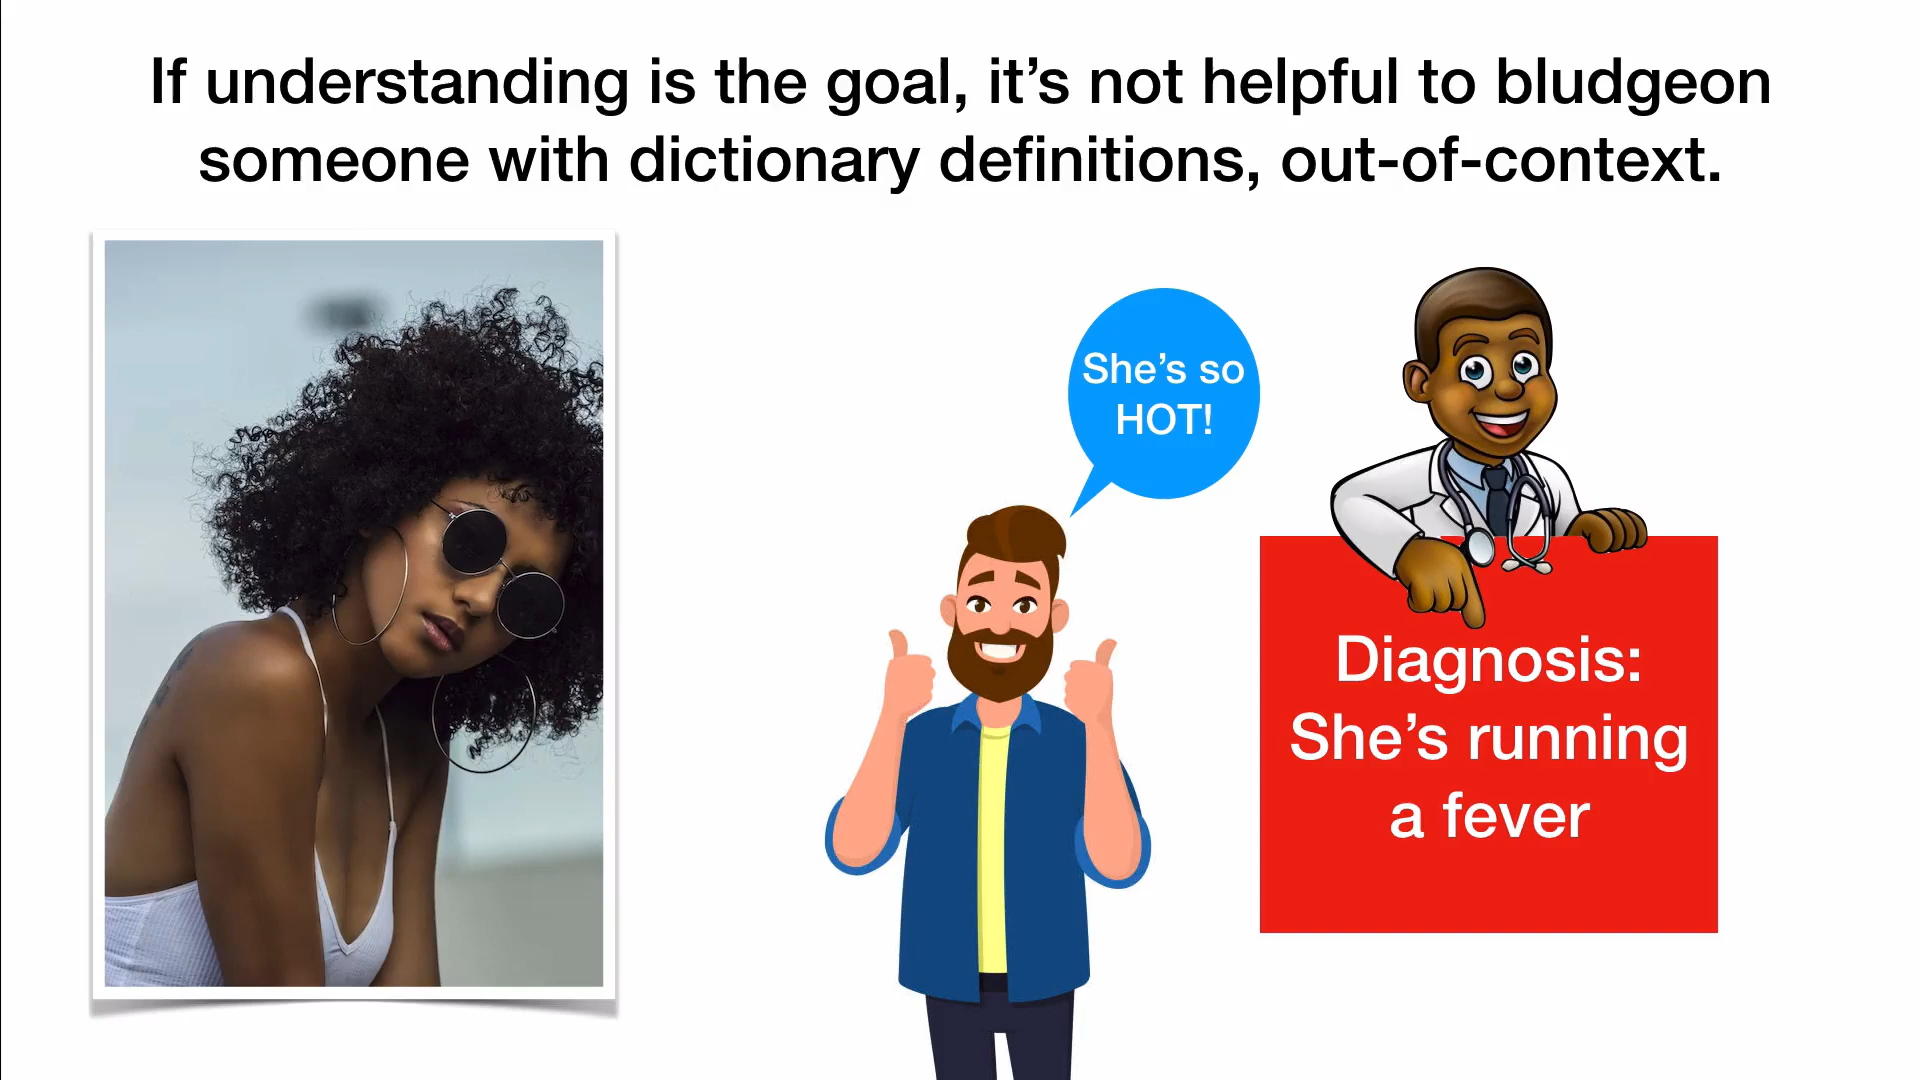 If understanding is the goal, it’s not helpful to bludgeon
someone with dictionary definitions, out-of-context.
She’s so
HOT!
Diagnosis:
She’s running
a fever